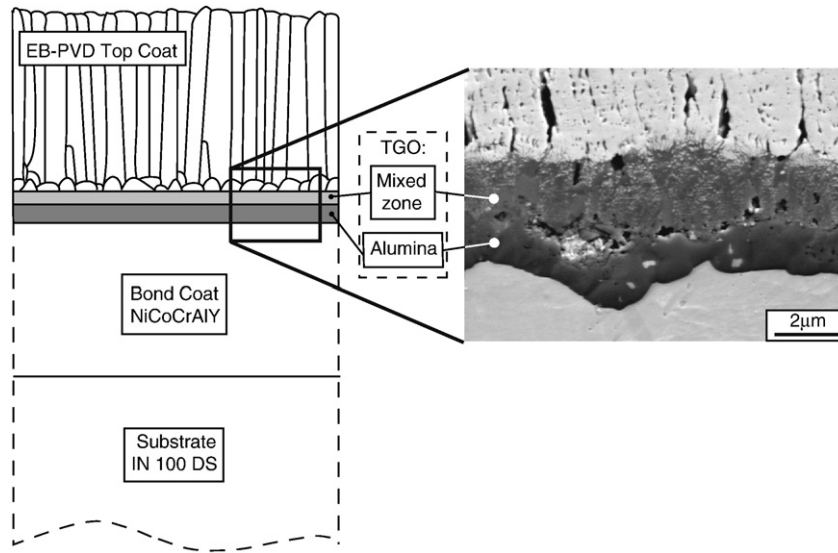 EB-PVD Top Coat
TGO:
Mixed
zone
Alumina
Bond Coat
NiCoCrAlY
2μm
Substrate
IN 100 DS